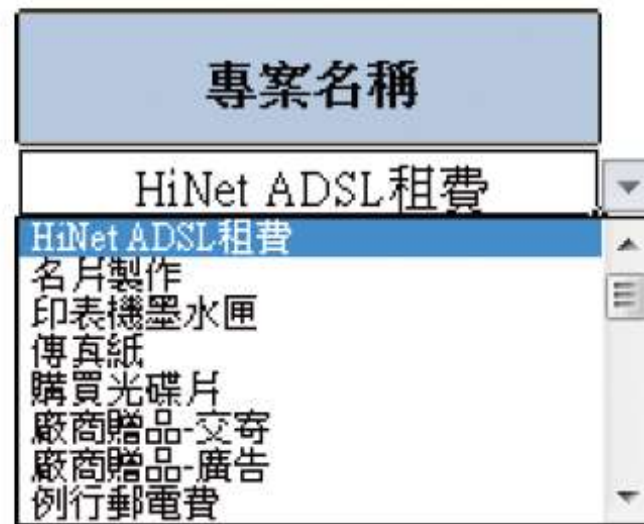 專案名稱
HiNet ADSL租費
HiNet ADSL租費
名片製作
印表機墨水匣
傳真紙
購買光碟片
廠商贈品-交寄
廠商贈品-廣告
例行郵電費